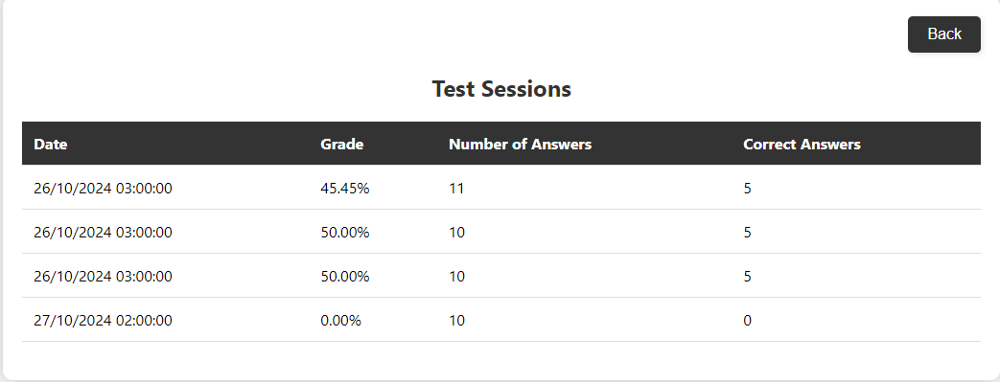 Back
Test Sessions
Date Grade Number of Answers Correct Answers
26/10/2024 03:00:00 45.45% 11 5
26/10/2024 03:00:00 50.00% 10 5
26/10/2024 03:00:00 50.00% 10 5
27/10/2024 02:00:00 0.00% 10 0